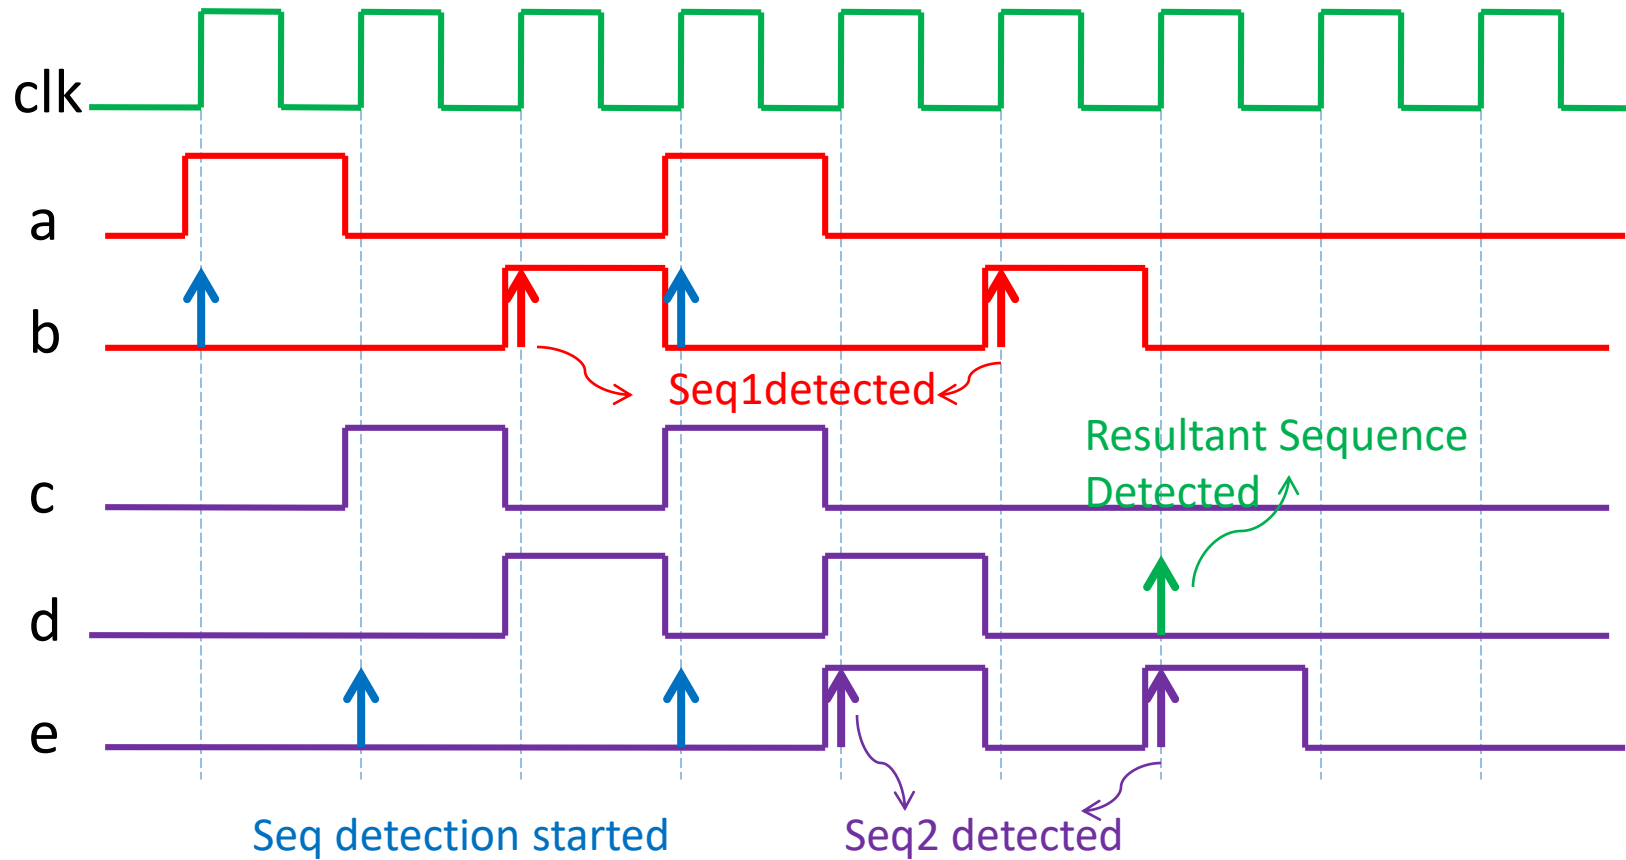 clk
a
b
Seq1detected
Resultant Sequence
Detected
c
d
e
Seq detection started
Seq2 detected